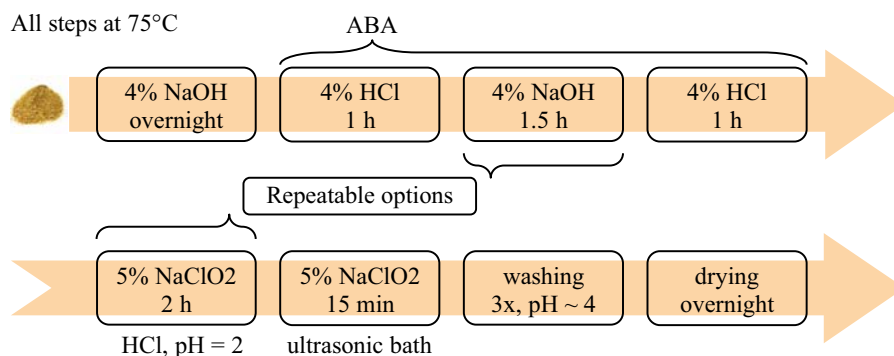 All steps at 75°C
ABA
4% NaOH
overnight
4% HCl
1 h
4% NaOH
1.5 h
4% HCl
1 h
Repeatable options
5% NaClO2
2 h
5% NaClO2
15 min
washing
3x, pH ~ 4
drying
overnight
HCl, pH = 2
ultrasonic bath